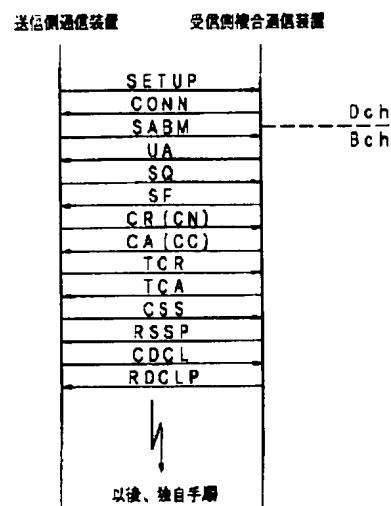 送信側通信装置 受信側複合通信装置
SETUP
CONN
Dch
SABM
Bch
UA
SQ
SF
CR(CN)
CA(CC)
TCR
TCA
CSS
RSSP
CDCL
RDCLP
以後、独自手順